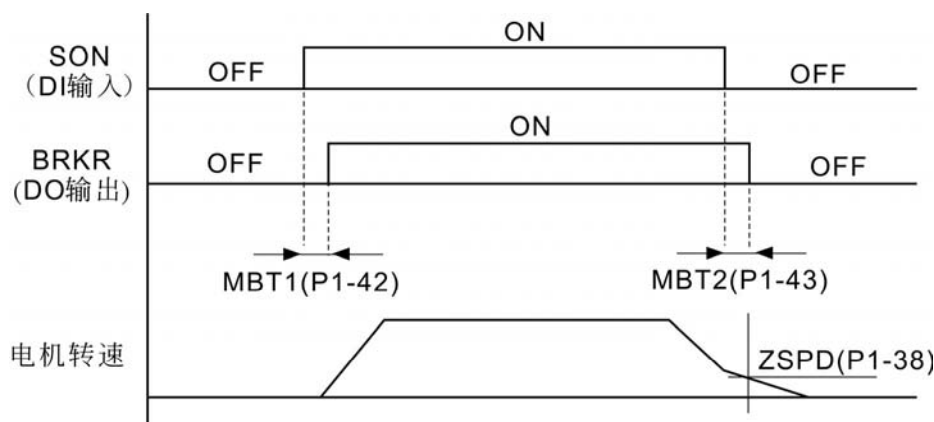 ON
SON
OFF
OFF
（DI输入）
ON
BRKR
OFF
OFF
(DO输出)
MBT1(P1-42)
MBT2(P1-43)
电机转速
ZSPD(P1-38)